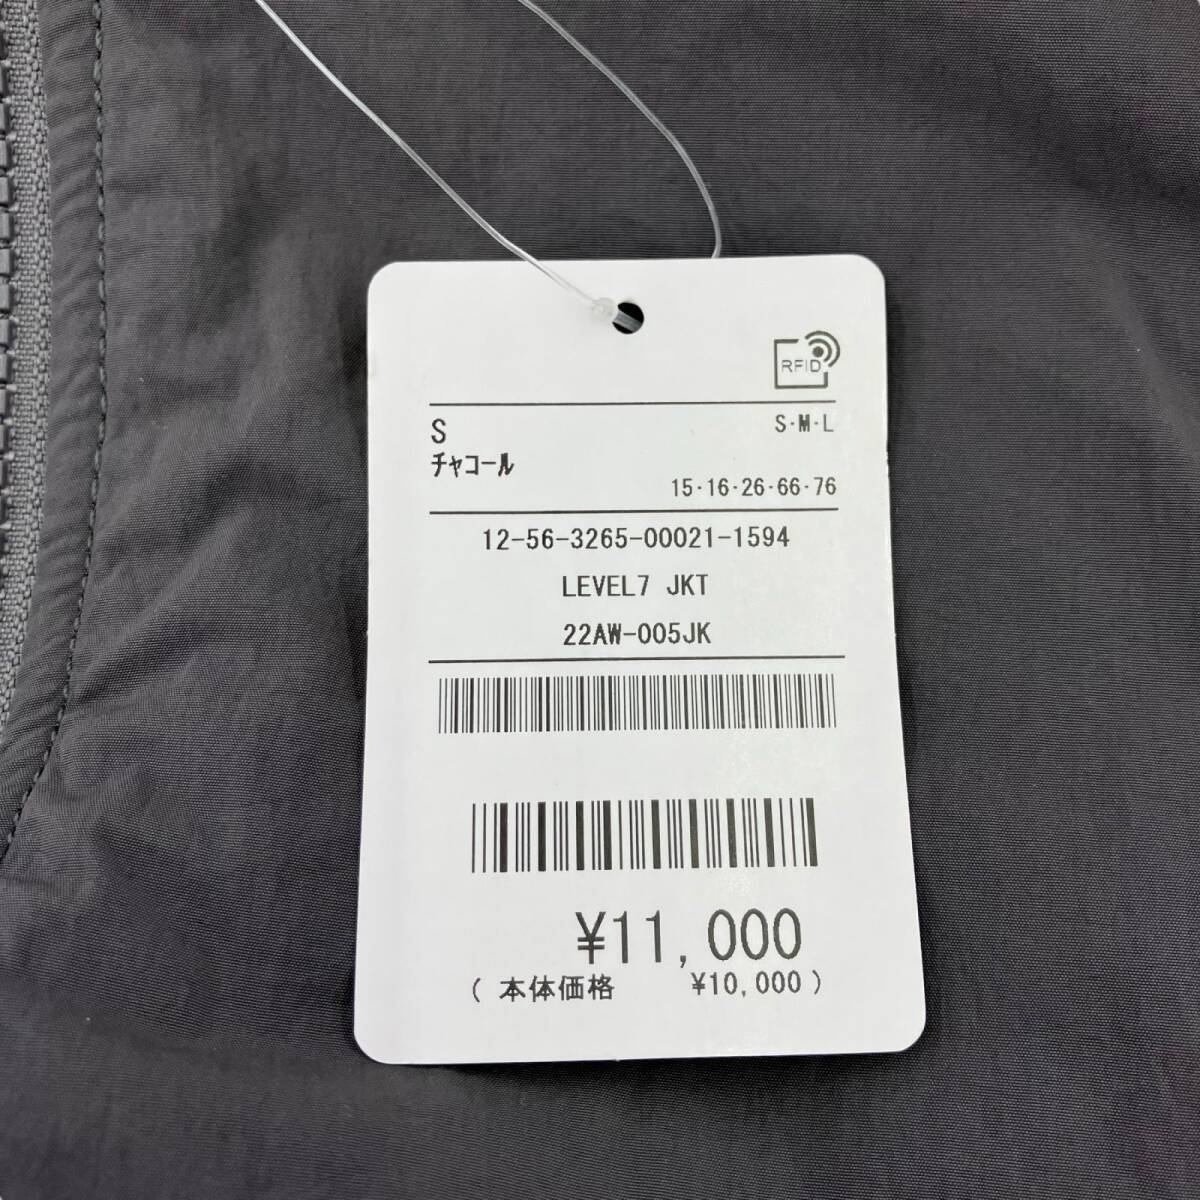 RFID
S S·M·L
チャコール
15·16·26·66·76
12-56-3265-00021-1594
LEVEL7 JKT
22AW-005JK
¥11,000
( 本体価格 ¥10,000 )